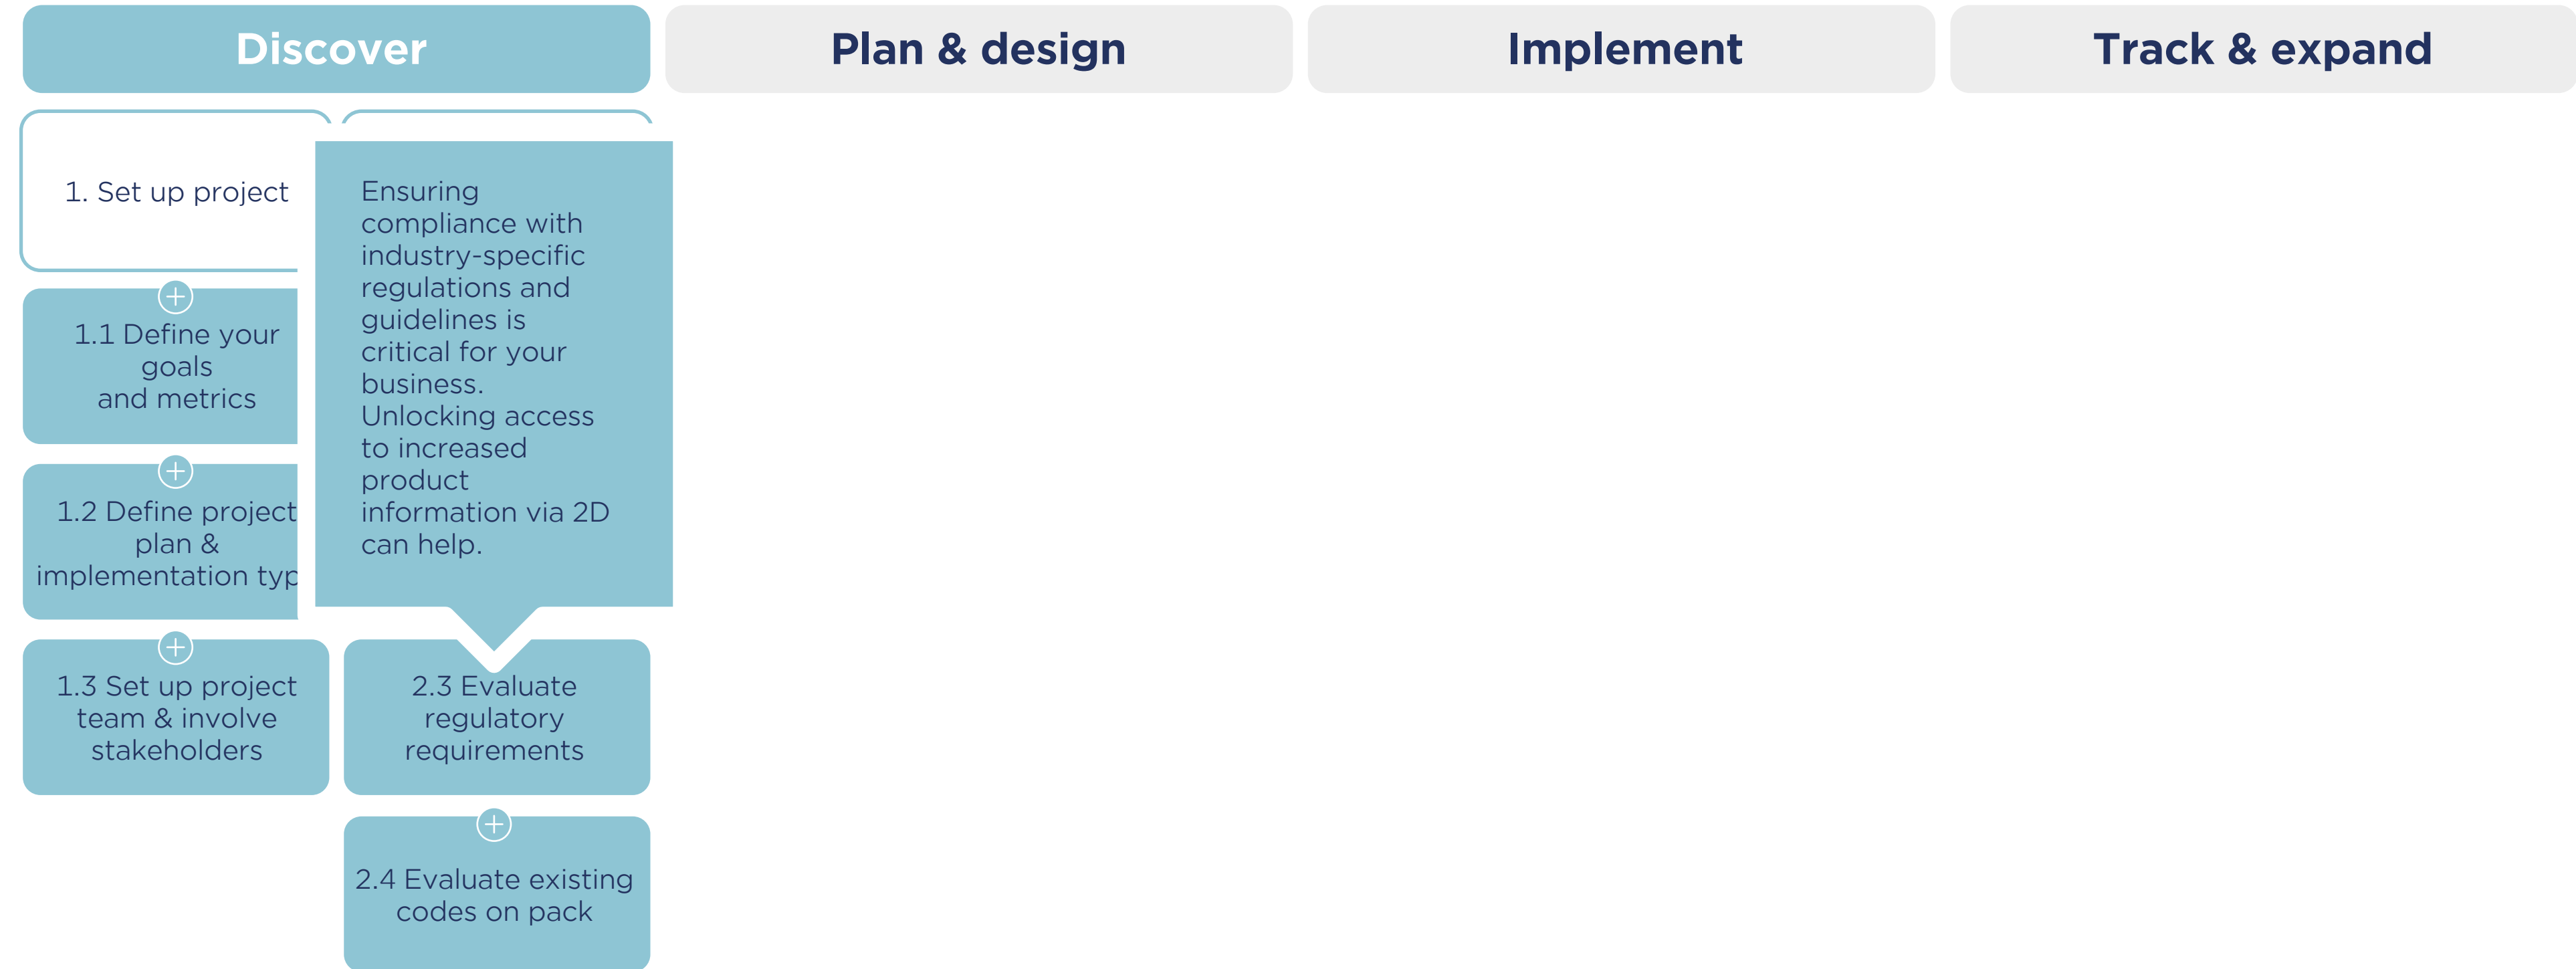 Discover
Plan & design
Implement
Track & expand
1. Set up project
1.1 Define your
goals
and metrics
1.2 Define project
plan &
implementation typ
1.3 Set up project
team & involve
stakeholders
Ensuring
compliance with
industry-specific
regulations and
guidelines is
critical for your
business.
Unlocking access
to increased
product
information via 2D
can help.
2.3 Evaluate
regulatory
requirements
2.4 Evaluate existing
codes on pack